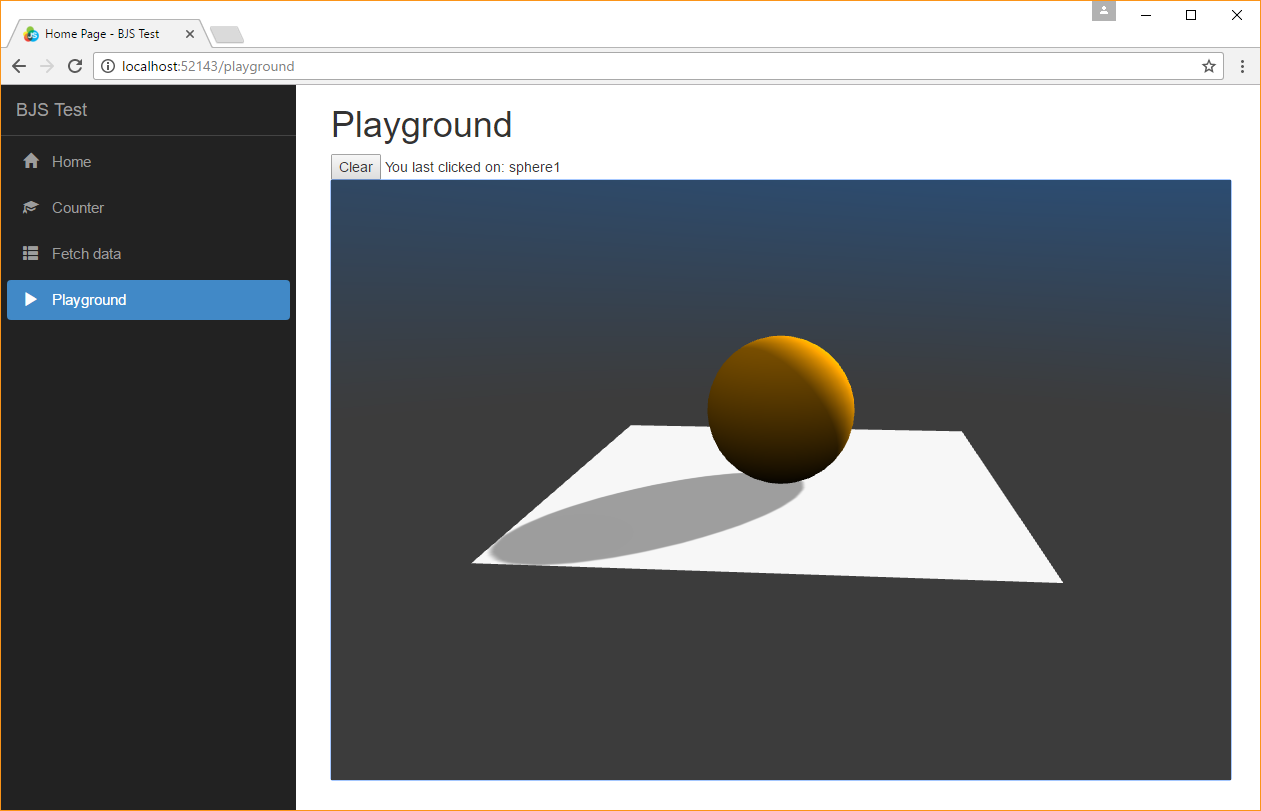 Home Page - BJS Test
localhost:52143/playground
BJS Test
Home
Counter
Fetch data
Playground
Playground
Clear You last clicked on: sphere1